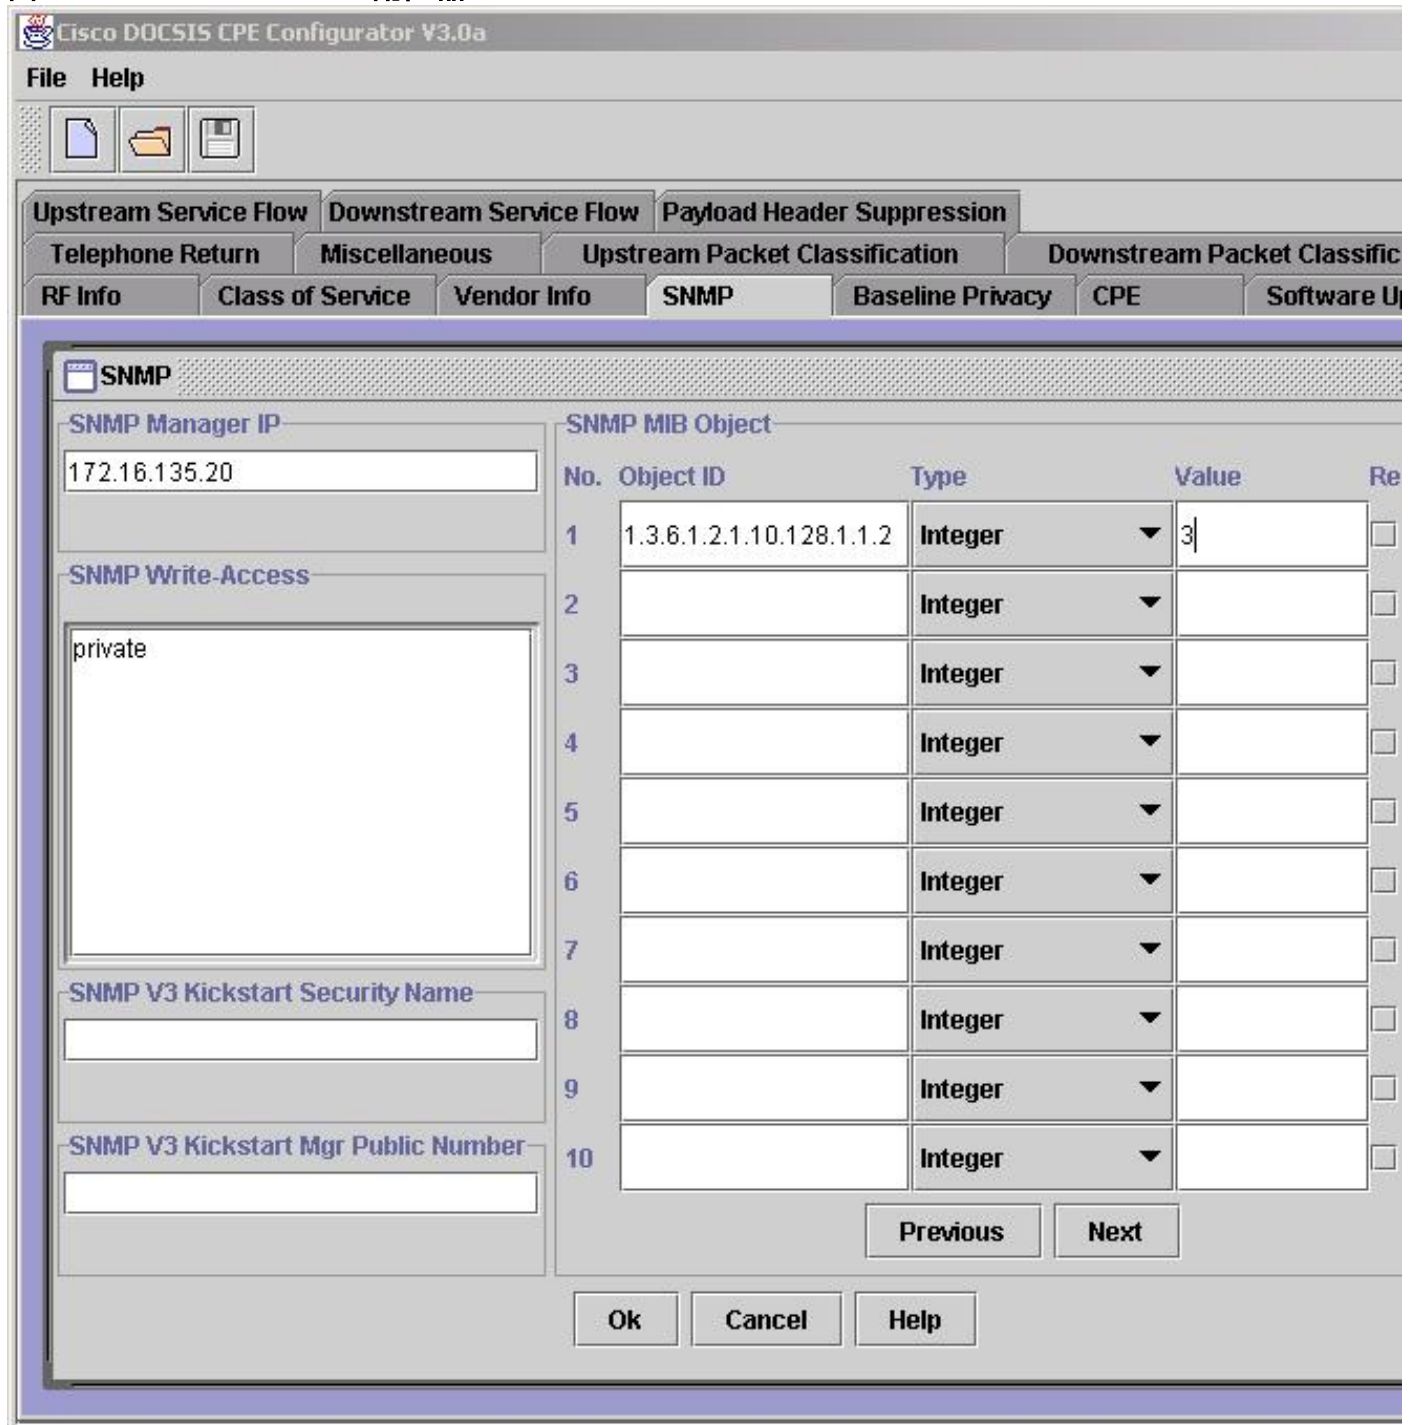 Cisco DOCSIS CPE Configurator V3.0a
File Help
Upstream Service Flow Downstream Service Flow Payload Header Suppression
Telephone Return Miscellaneous Upstream Packet Classification Downstream Packet Classific
RF Info Class of Service Vendor Info SNMP Baseline Privacy CPE Software U
SNMP
SNMP Manager IP
172.16.135.20
SNMP Write-Access
private
SNMP V3 Kickstart Security Name
SNMP V3 Kickstart Mgr Public Number
SNMP MIB Object
No. Object ID Type Value Re
1 1.3.6.1.2.1.10.128.1.1.2 Integer 3
2 Integer
3 Integer
4 Integer
5 Integer
6 Integer
7 Integer
8 Integer
9 Integer
10 Integer
Previous Next
Ok Cancel Help